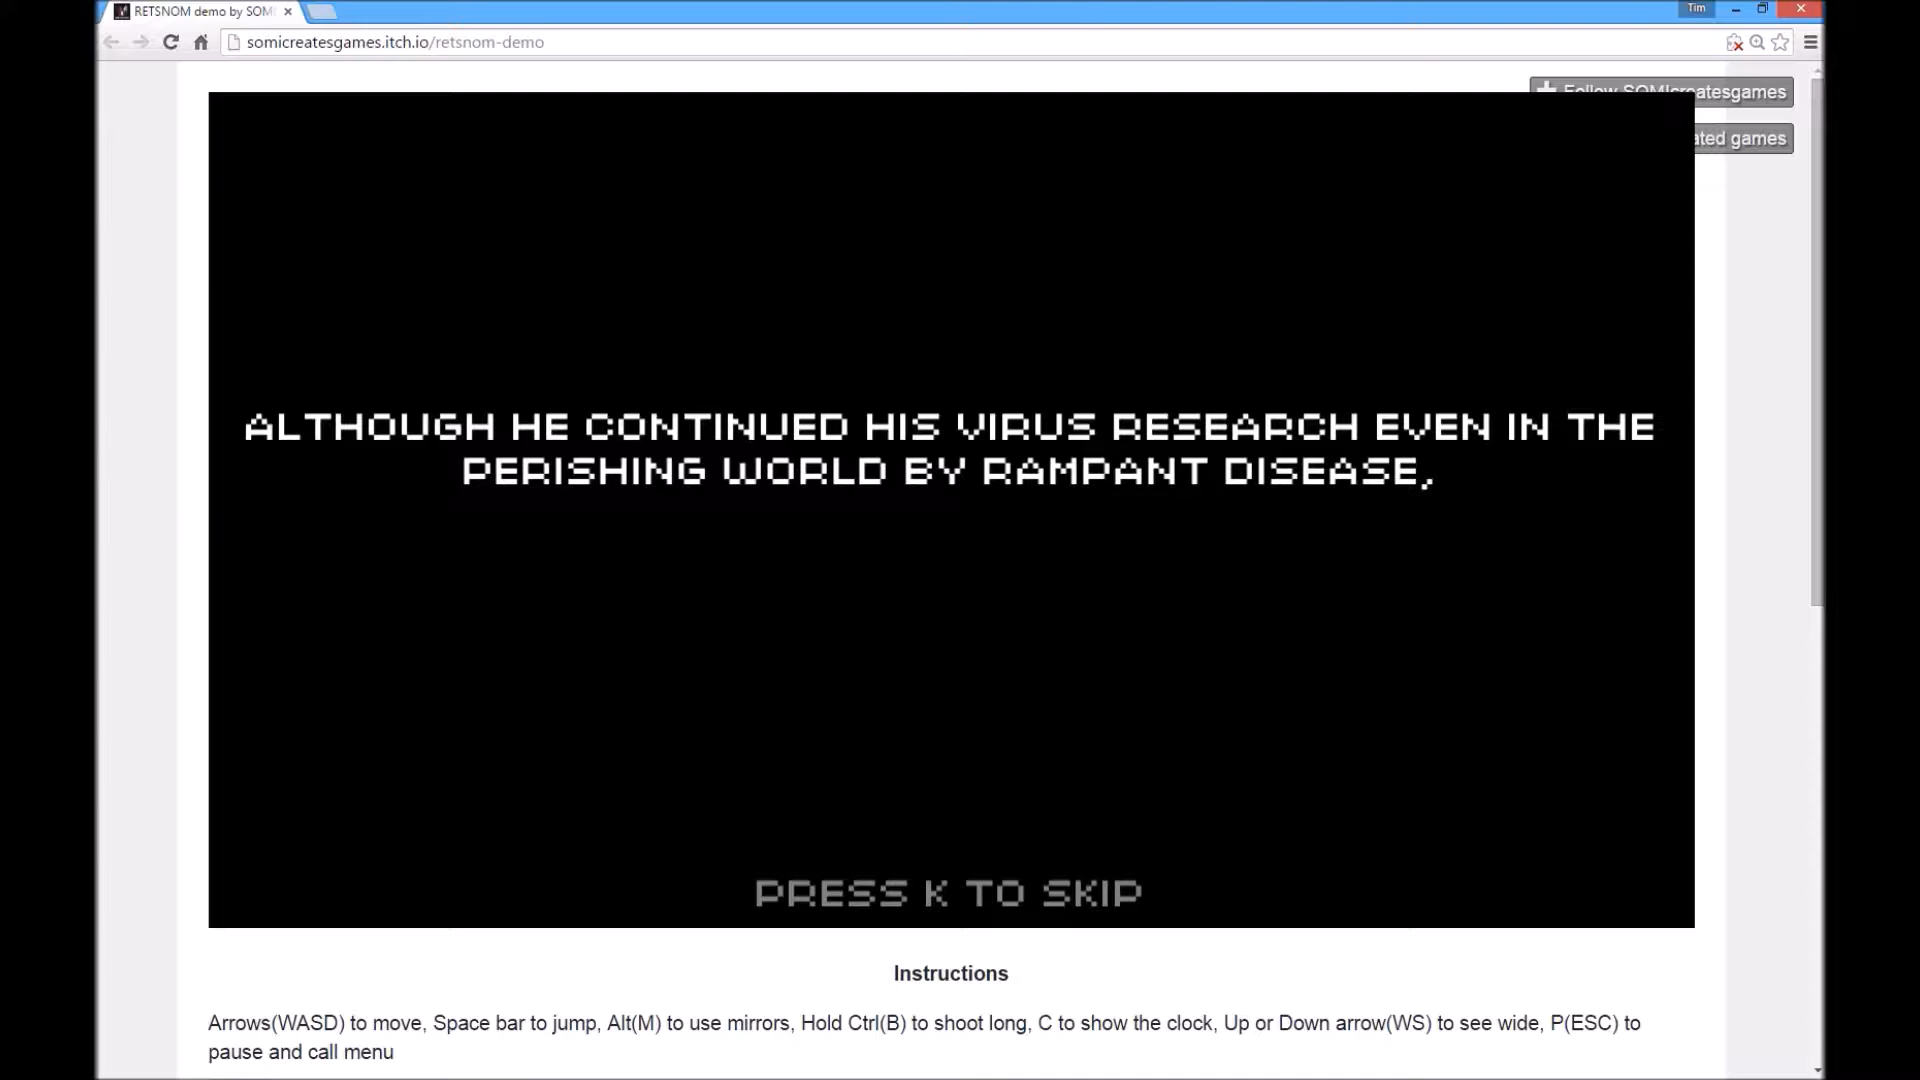 RETSNOM demo by SOMI
Tim
somicreatesgames.itch.io/retsnom-demo
Follow SOMIcreatesgames
games
ALTHOUGH HE CONTINUED HIS VIRUS RESEARCH EVEN IN THE
PERISHING WORLD BY RAMPANT DISEASE,
PRESS K TO SKIP
Instructions
Arrows(WASD) to move, Space bar to jump, Alt(M) to use mirrors, Hold Ctrl(B) to shoot long, C to show the clock, Up or Down arrow(WS) to see wide, P(ESC) to
pause and call menu